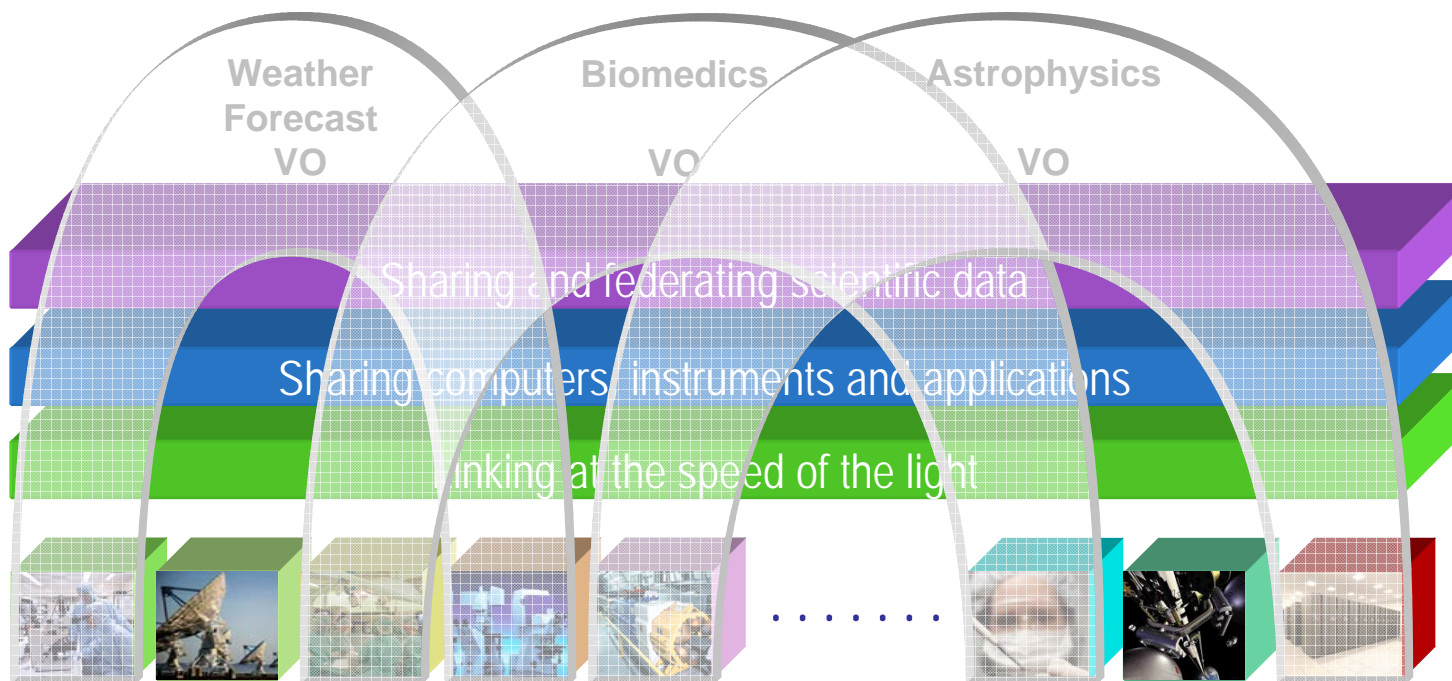 Weather
Forecast
VO
Biomedics
VO
Astrophysics
VO
Sharing and federating scientific data
Sharing computers, instruments and applications
Linking at the speed of the light